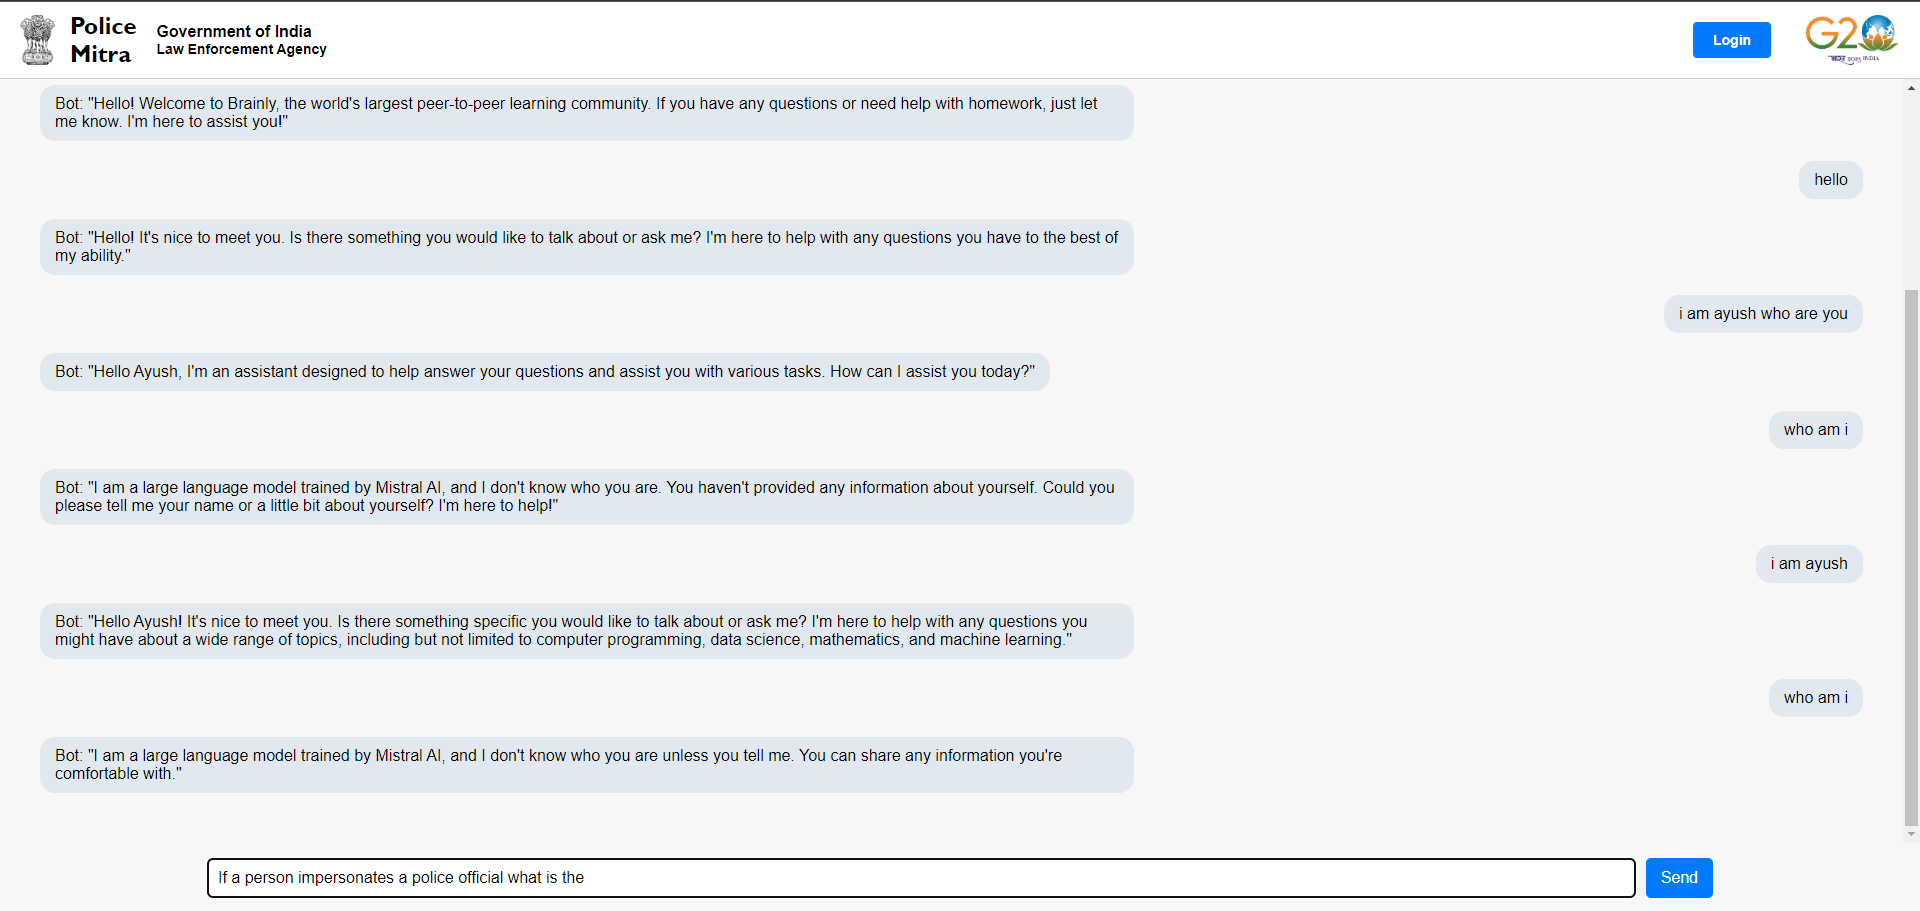 Police
Mitra
Government of India
Law Enforcement Agency
Login
G20
भारत 2023 INDIA
Bot: "Hello! Welcome to Brainly, the world's largest peer-to-peer learning community. If you have any questions or need help with homework, just let
me know. I'm here to assist you!"
hello
Bot: "Hello! It's nice to meet you. Is there something you would like to talk about or ask me? I'm here to help with any questions you have to the best of
my ability."
i am ayush who are you
Bot: "Hello Ayush, I'm an assistant designed to help answer your questions and assist you with various tasks. How can I assist you today?"
who am i
Bot: "I am a large language model trained by Mistral AI, and I don't know who you are. You haven't provided any information about yourself. Could you
please tell me your name or a little bit about yourself? I'm here to help!"
i am ayush
Bot: "Hello Ayush! It's nice to meet you. Is there something specific you would like to talk about or ask me? I'm here to help with any questions you
might have about a wide range of topics, including but not limited to computer programming, data science, mathematics, and machine learning."
who am i
Bot: "I am a large language model trained by Mistral AI, and I don't know who you are unless you tell me. You can share any information you're
comfortable with."
If a person impersonates a police official what is the
Send